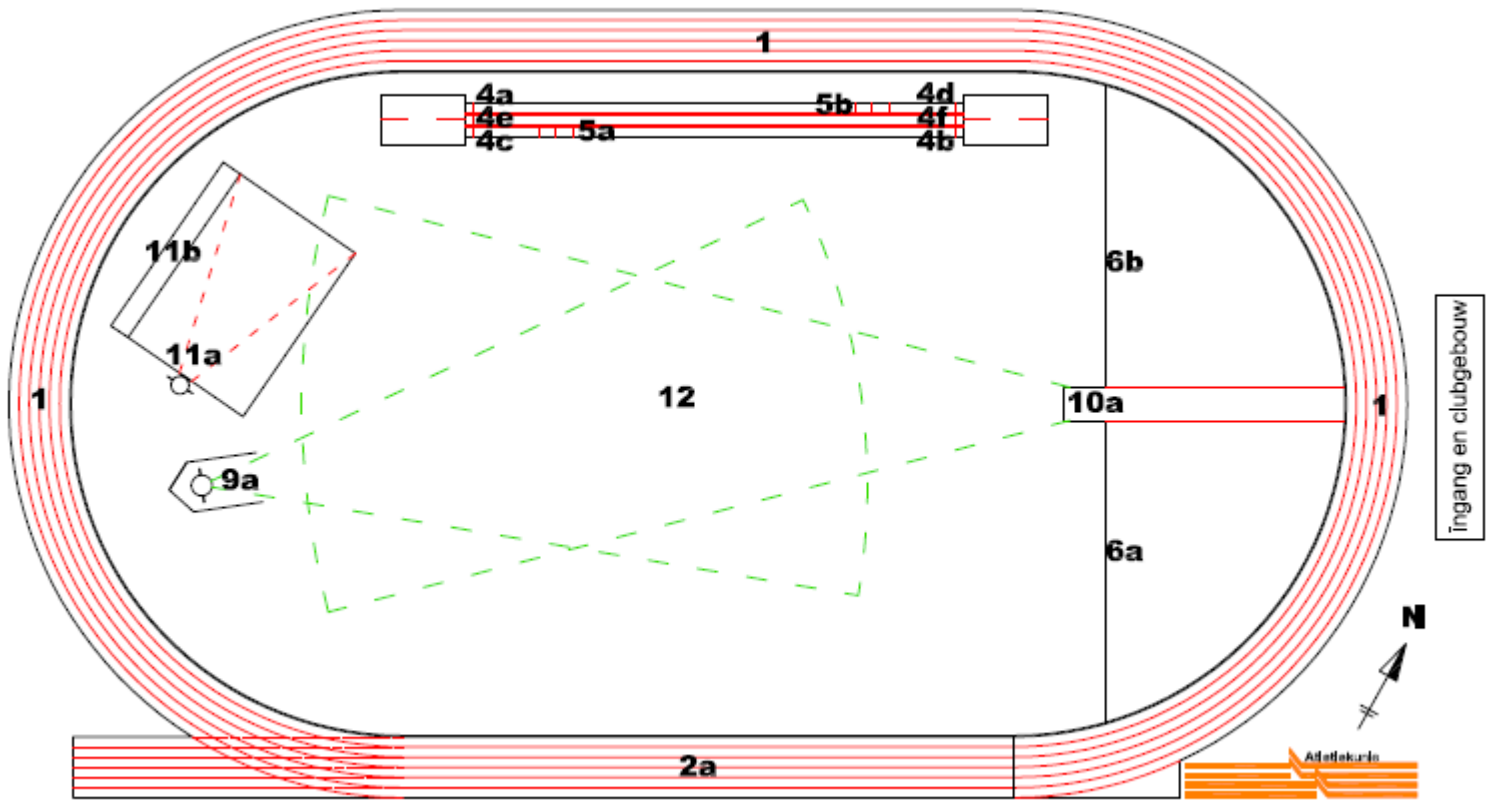 1
4a
5b
4d
4e
4f
5a
4c
4b
11b
6b
11a
12
10a
1
1
9a
6a
Ingang en clubgebouw
N
2a
Atletiekunie